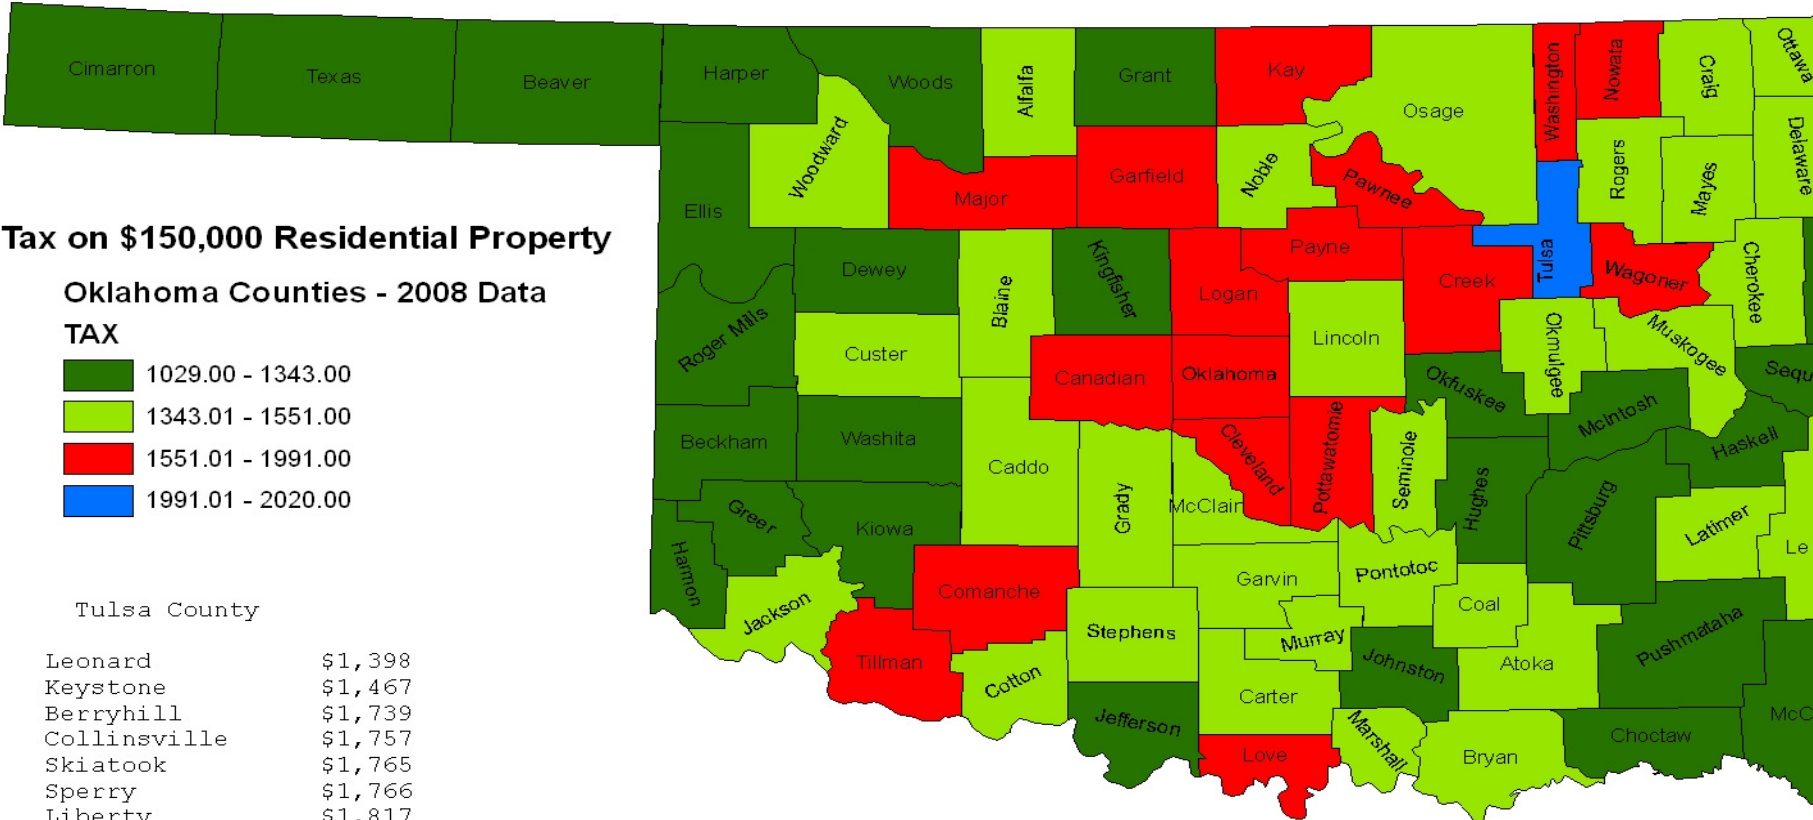 Cimarron
Texas
Beaver
Harper
Woods
Alfalfa
Grant
Kay
Osage
Washington
Nowata
Craig
Ottawa
Woodward
Major
Garfield
Noble
Pawnee
Rogers
Mayes
Delaware
Ellis
Dewey
Blaine
Kingfisher
Logan
Payne
Creek
Tulsa
Wagoner
Cherokee
Tax on $150,000 Residential Property
Oklahoma Counties - 2008 Data
TAX
1029.00 - 1343.00
1343.01 - 1551.00
1551.01 - 1991.00
1991.01 - 2020.00
Roger Mills
Custer
Lincoln
Okmulgee
Muskogee
Canadian
Oklahoma
Okfuskee
McIntosh
Sequ
Beckham
Washita
Caddo
Grady
McClain
Cleveland
Pottawatomie
Seminole
Hughes
Pittsburg
Haskell
Latimer
Le
Harmon
Greer
Kiowa
Jackson
Comanche
Tillman
Cotton
Stephens
Garvin
Murray
Pontotoc
Coal
Atoka
Pushmataha
Johnston
Carter
Jefferson
Love
Marshall
Bryan
Choctaw
McC
Tulsa County
Leonard $1,398
Keystone $1,467
Berryhill $1,739
Collinsville $1,757
Skiatook $1,765
Sperry $1,766
Liberty $1,817